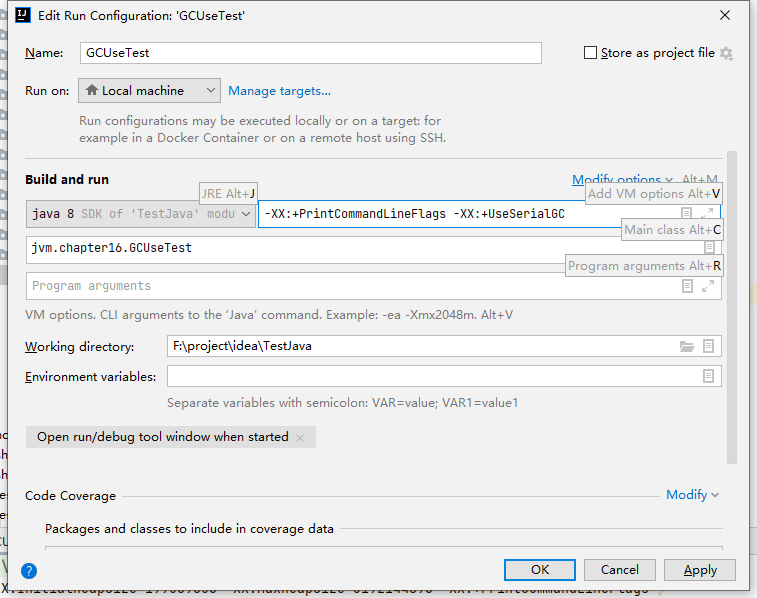 Edit Run Configuration: 'GCUseTest'
Name: GCUseTest Store as project file
Run on: Local machine Manage targets...
Run configurations may be executed locally or on a target: for
example in a Docker Container or on a remote host using SSH.
Build and run Modify options Alt+M
JRE Alt+J Add VM options Alt+V
java 8 SDK of 'TestJava' modu -XX:+PrintCommandLineFlags -XX:+UseSerialGC
Main class Alt+C
jvm.chapter16.GCUseTest
Program arguments Alt+R
Program arguments
VM options. CLI arguments to the 'Java' command. Example: -ea -Xmx2048m. Alt+V
Working directory: F:\project\idea\TestJava
Environment variables:
Separate variables with semicolon: VAR=value; VAR1=value1
Open run/debug tool window when started
Code Coverage Modify
Packages and classes to include in coverage data
? OK Cancel Apply